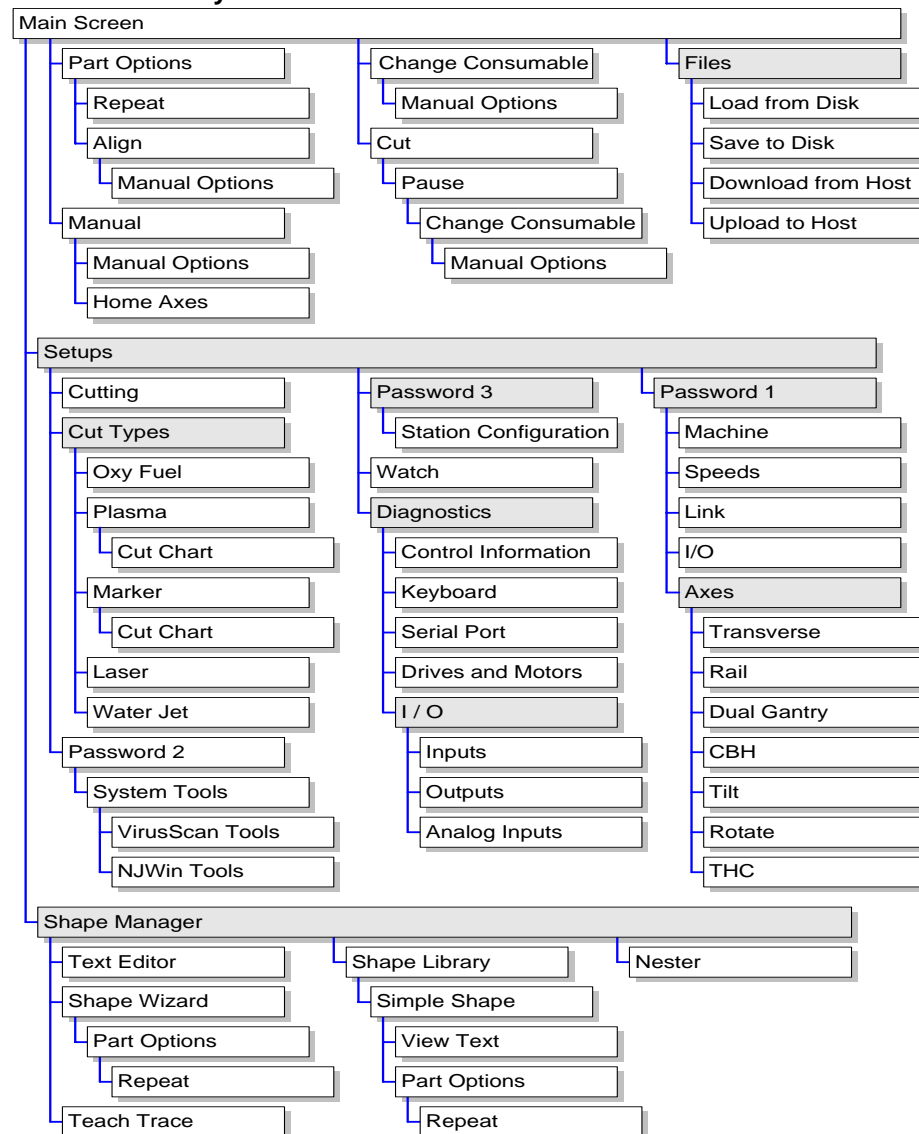 Main Screen
Part Options
Repeat
Align
Manual Options
Manual
Manual Options
Home Axes
Change Consumable
Manual Options
Cut
Pause
Change Consumable
Manual Options
Files
Load from Disk
Save to Disk
Download from Host
Upload to Host
Setups
Cutting
Cut Types
Oxy Fuel
Plasma
Cut Chart
Marker
Cut Chart
Laser
Water Jet
Password 2
System Tools
VirusScan Tools
NJWin Tools
Password 3
Station Configuration
Watch
Diagnostics
Control Information
Keyboard
Serial Port
Drives and Motors
I / O
Inputs
Outputs
Analog Inputs
Password 1
Machine
Speeds
Link
I/O
Axes
Transverse
Rail
Dual Gantry
CBH
Tilt
Rotate
THC
Shape Manager
Text Editor
Shape Wizard
Part Options
Repeat
Teach Trace
Shape Library
Simple Shape
View Text
Part Options
Repeat
Nester